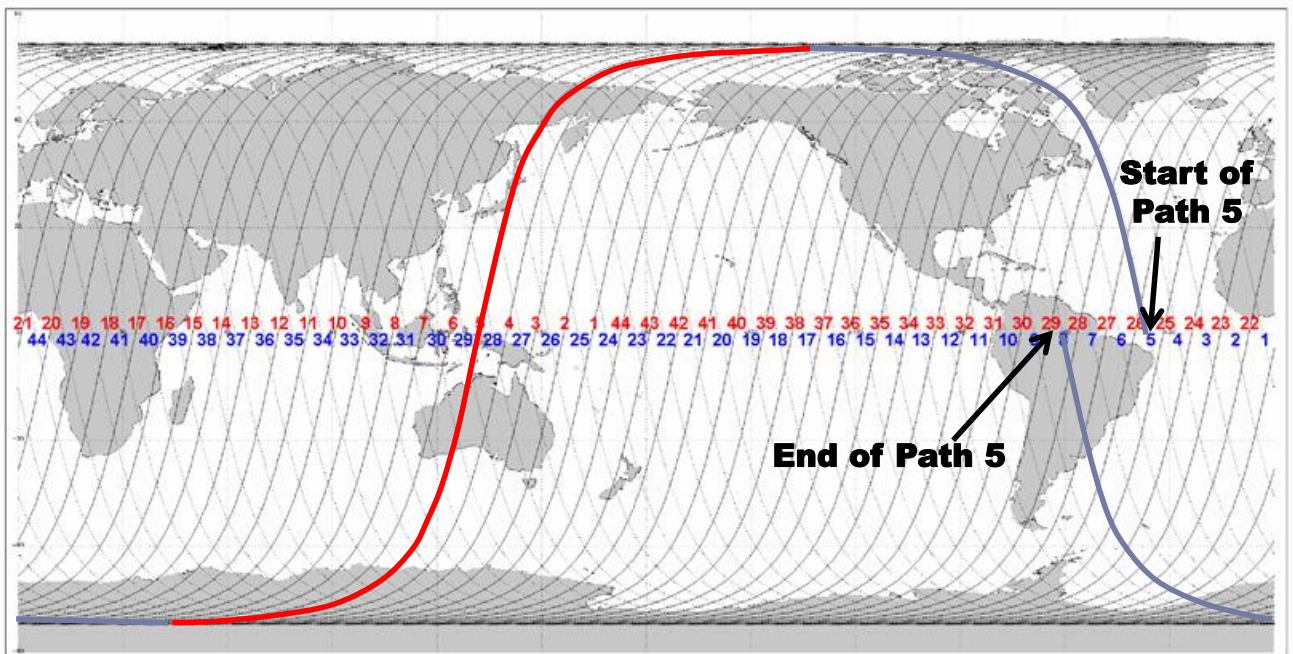 Start of
Path 5
21 20 19 18 17 16 15 14 13 12 11 10 9 8 7 6 5 4 3 2 1 44 43 42 41 40 39 38 37 36 35 34 33 32 31 30 29 28 27 26 25 24 23 22
44 43 42 41 40 39 38 37 36 35 34 33 32 31 30 29 28 27 26 25 24 23 22 21 20 19 18 17 16 15 14 13 12 11 10 9 8 7 6 5 4 3 2 1
End of Path 5